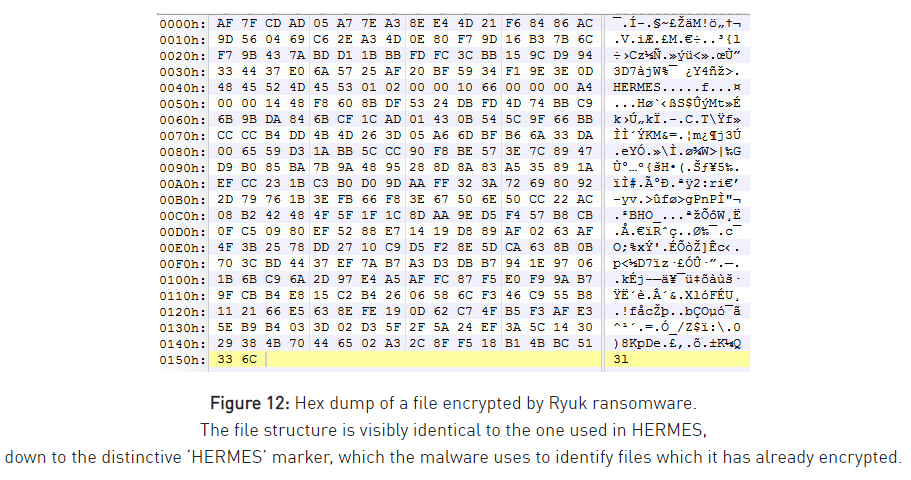 0000h: AF 7F CD AD 05 A7 7E A3 8E E4 4D 21 F6 84 86 AC ¯.Í-.§~£ŽäM!ö„†¬
0010h: 9D 56 04 69 C6 2E A3 4D 0E 80 F7 9D 16 B3 7B 6C .V.iÆ.£M.€÷..³{l
0020h: F7 9B 43 7A BD D1 1B BB FD FC 3C BB 15 9C D9 94 ÷›Cz½Ñ.»ýü<».œÙ”
0030h: 33 44 37 E0 6A 57 25 AF 20 BF 59 34 F1 9E 3E 0D 3D7àjW%¯ ¿Y4ñž>.
0040h: 48 45 52 4D 45 53 01 02 00 00 10 66 00 00 00 A4 HERMES.....f...¤
0050h: 00 00 14 48 F8 60 8B DF 53 24 DB FD 4D 74 BB C9 ...Hø`‹ßS$ÛýMt»É
0060h: 6B 9B DA 84 6B CF 1C AD 01 43 0B 54 5C 9F 66 BB k›Ú„kÏ.-.C.T\Ÿf»
0070h: CC CC B4 DD 4B 4D 26 3D 05 A6 6D BF B6 6A 33 DA ÌÌ´ÝKM&=.¦m¿¶j3Ú
0080h: 00 65 59 D3 1A BB 5C CC 90 F8 BE 57 3E 7C 89 47 .eYÓ.»\Ì.ø¾W>|‰G
0090h: D9 B0 85 BA 7B 9A 48 95 28 8D 8A 83 A5 35 89 1A Ù°…º{šH•(.Šƒ¥5‰.
00A0h: EF CC 23 1B C3 B0 D0 9D AA FF 32 3A 72 69 80 92 ïÌ#.Ã°Ð.ªÿ2:ri€’
00B0h: 2D 79 76 1B 3E FB 66 F8 3E 67 50 6E 50 CC 22 AC -yv.>ûfø>gPnPÌ"¬
00C0h: 08 B2 42 48 4F 5F 1F 1C 8D AA 9E D5 F4 57 B8 CB .²BHO_...ªžÕôW¸Ë
00D0h: 0F C5 09 80 EF 52 88 E7 14 19 D8 89 AF 02 63 AF .Å.€ïRˆç..Ø‰¯.c¯
00E0h: 4F 3B 25 78 DD 27 10 C9 D5 F2 8E 5D CA 63 8B 0B O;%xÝ'.ÉÕòŽ]Êc‹.
00F0h: 70 3C BD 44 37 EF 7A B7 A3 D3 DB B7 94 1E 97 06 p<½D7ïz·£ÓÛ·”.—.
0100h: 1B 6B C9 6A 2D 97 E4 A5 AF FC 87 F5 E0 F9 9A B7 .kÉj-—ä¥¯ü‡õàùš·
0110h: 9F CB B4 E8 15 C2 B4 26 06 58 6C F3 46 C9 55 B8 ŸË´è.Â´&.XlóFÉU¸
0120h: 11 21 66 E5 63 8E FE 19 0D 62 C7 4F B5 F3 AF E3 .!fåcŽþ..bÇOµó¯ã
0130h: 5E B9 B4 03 3D 02 D3 5F 2F 5A 24 EF 3A 5C 14 30 ^¹´.=.Ó_/Z$ï:\.0
0140h: 29 38 4B 70 44 65 02 A3 2C 8F F5 18 B1 4B BC 51 )8KpDe.£,.õ.±K¼Q
0150h: 33 6C 3l
Figure 12: Hex dump of a file encrypted by Ryuk ransomware.
The file structure is visibly identical to the one used in HERMES,
down to the distinctive ‘HERMES’ marker, which the malware uses to identify files which it has already encrypted.